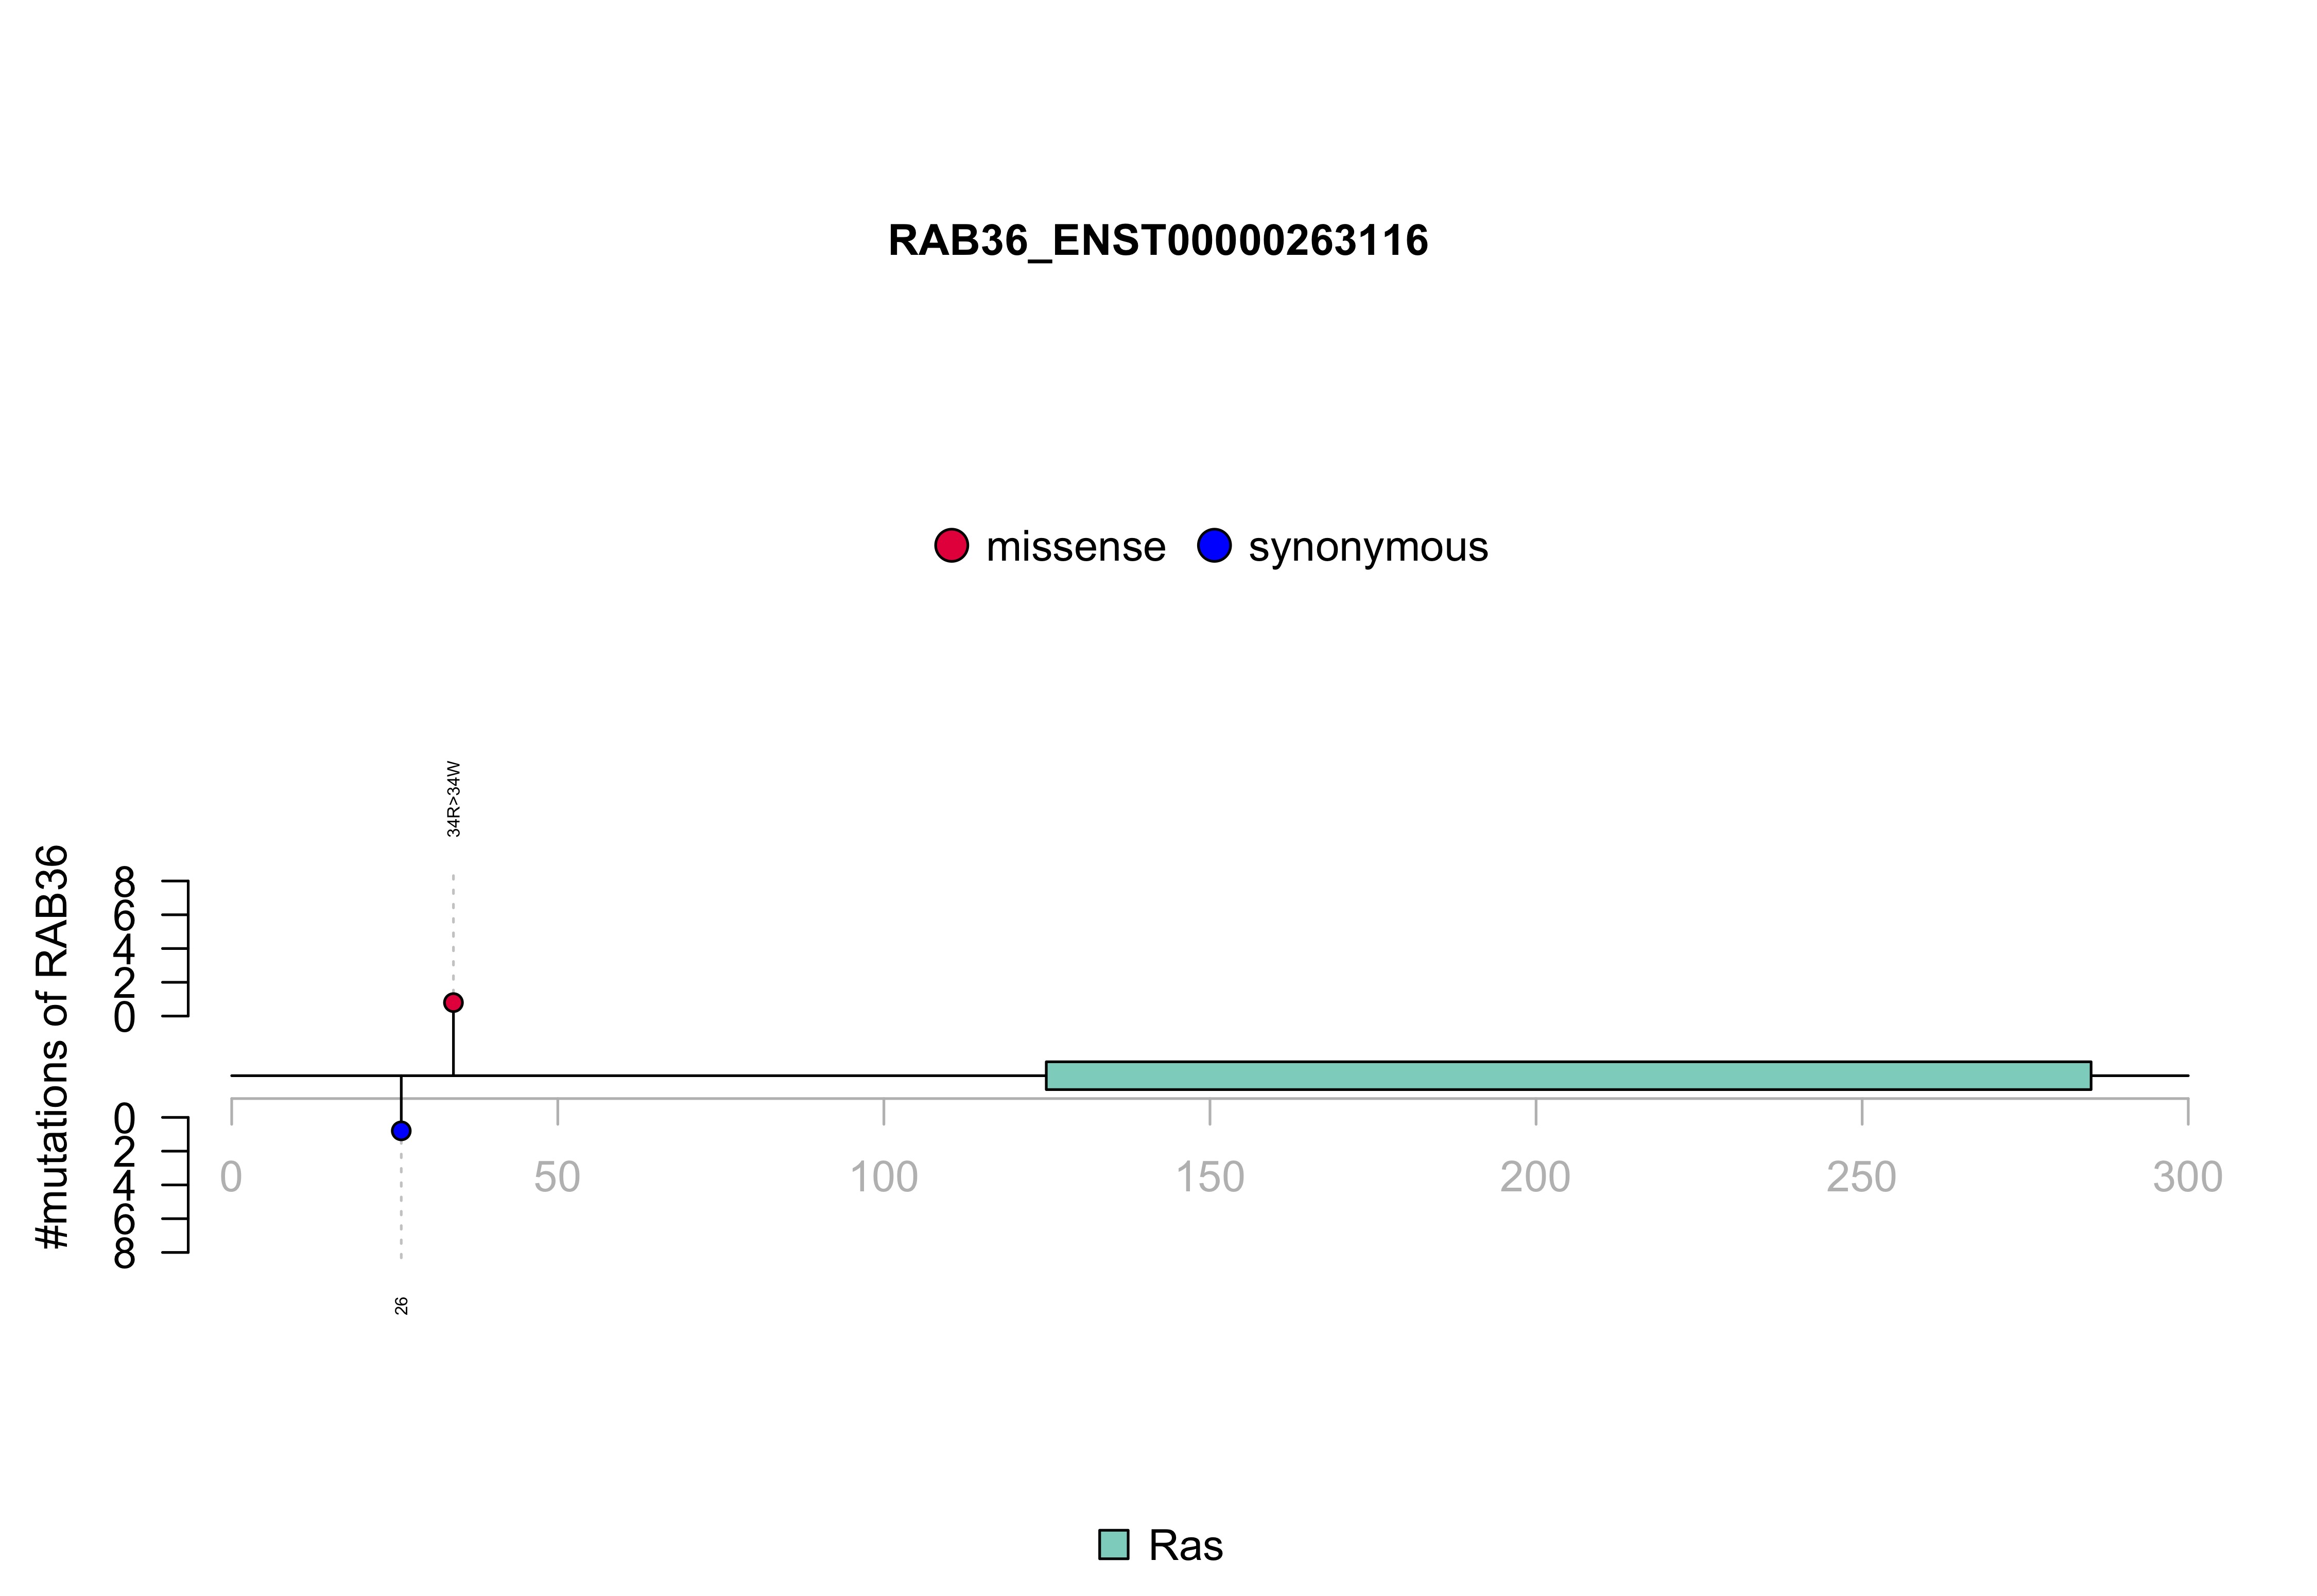 RAB36_ENST00000263116
missense
synonymous
34R>34W
#mutations of RAB36
8
6
4
2
0
0
2
4
6
8
0 50 100 150 200 250 300
26
Ras